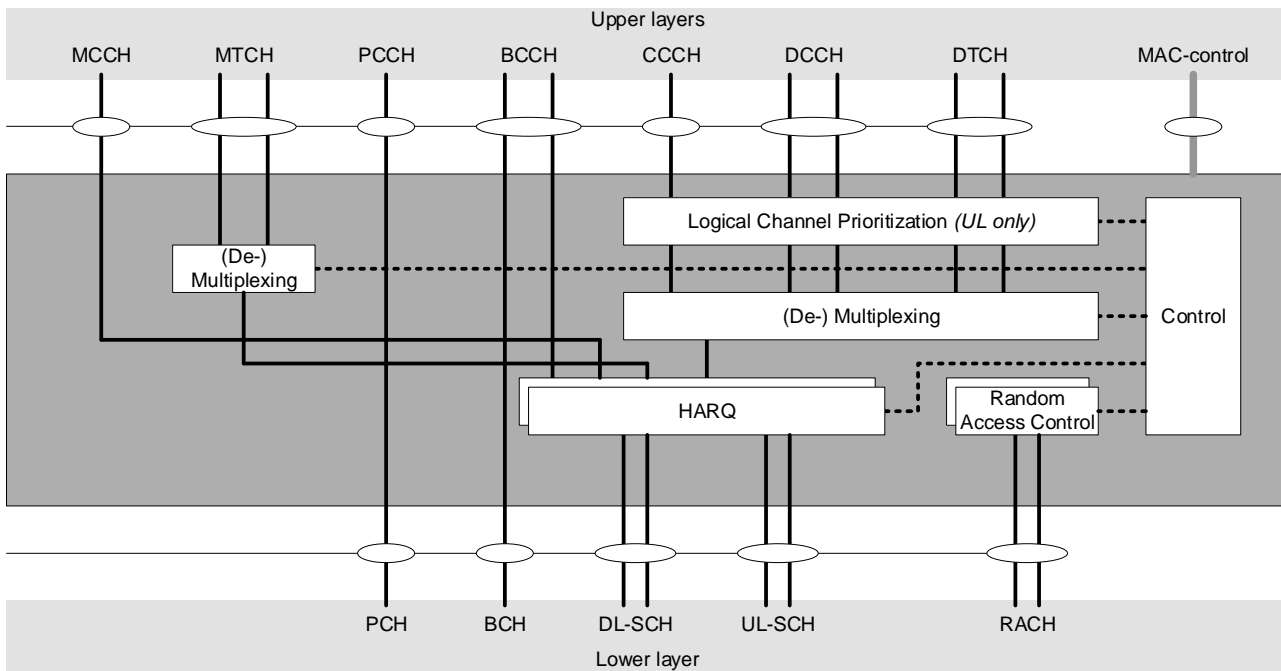 Upper layers
MCCH MTCH PCCH BCCH CCCH DCCH DTCH MAC-control
Logical Channel Prioritization (UL only)
(De-)
Multiplexing
(De-) Multiplexing
Control
HARQ
Random
Access Control
PCH BCH DL-SCH UL-SCH RACH
Lower layer